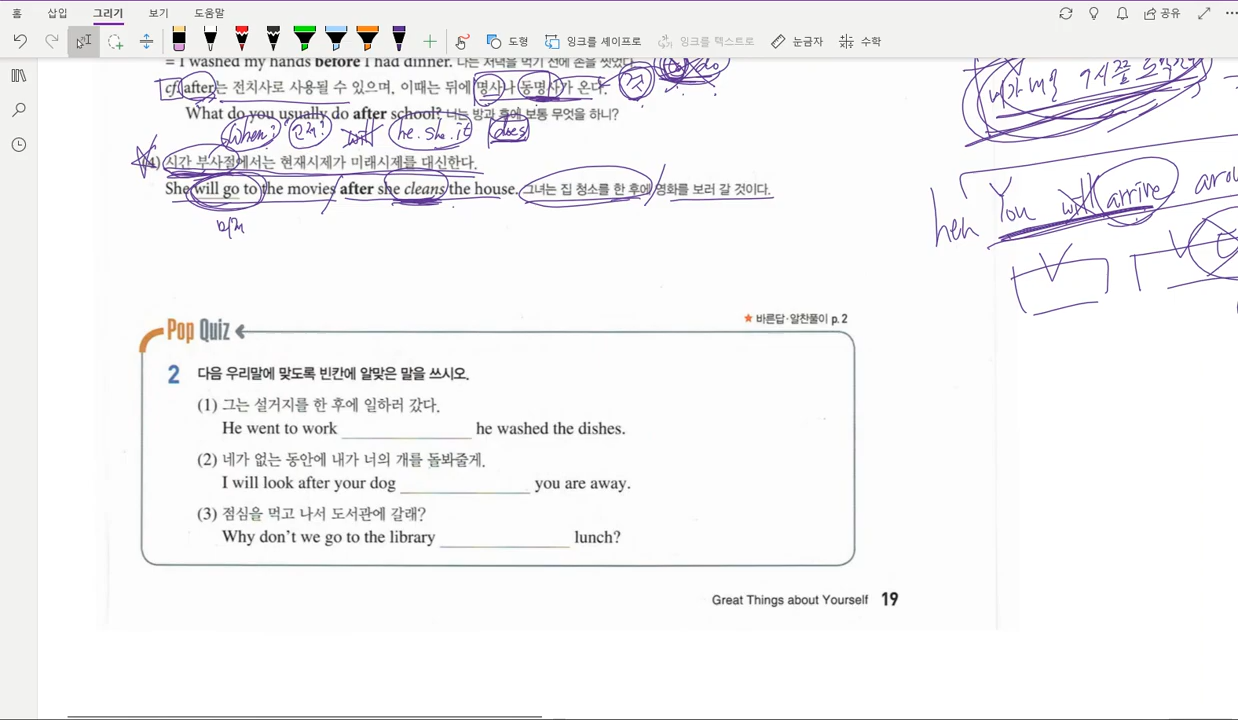 홈 삽입 그리기 보기 도움말
공유
도형 잉크를 셰이프로 잉크를 텍스트로 눈금자 수학
= I washed my hands before I had dinner. 나는 저녁을 먹기 전에 손을 씻었다.
cf. after는 전치사로 사용될 수 있으며, 이때는 뒤에 명사나 동명사가 온다.
What do you usually do after school? 너는 방과 후에 보통 무엇을 하니?
when? will he. she. it does
(4) 시간 부사절에서는 현재시제가 미래시제를 대신한다.
She will go to the movies after she cleans the house. 그녀는 집 청소를 한 후에 영화를 보러 갈 것이다.
미래
You will arrive
Pop Quiz
★ 바른답·알찬풀이 p. 2
2 다음 우리말에 맞도록 빈칸에 알맞은 말을 쓰시오.
(1) 그는 설거지를 한 후에 일하러 갔다.
He went to work he washed the dishes.
(2) 네가 없는 동안에 내가 너의 개를 돌봐줄게.
I will look after your dog you are away.
(3) 점심을 먹고 나서 도서관에 갈래?
Why don't we go to the library lunch?
Great Things about Yourself 19